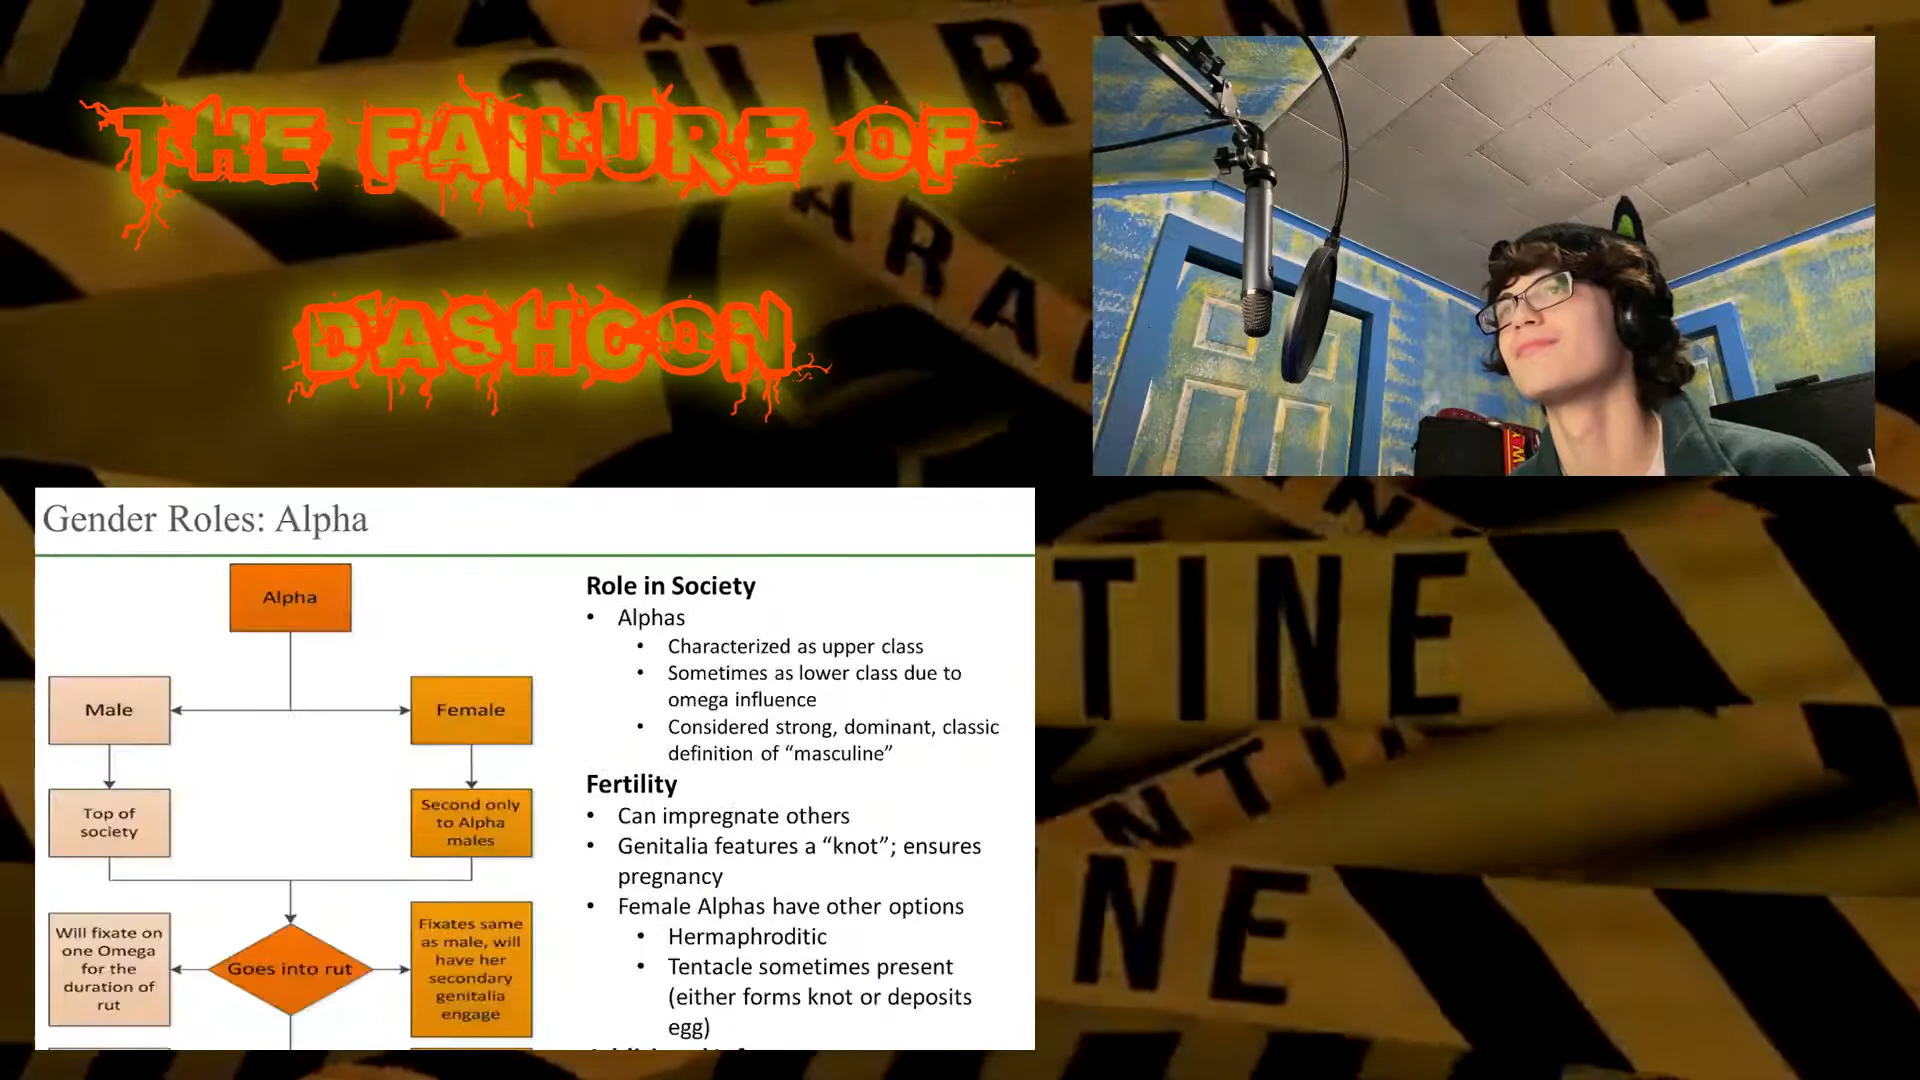 THE FAILURE OF
DASHCON
QUARANTINE
ARA
TINE
NTI
NE
Gender Roles: Alpha
Alpha
Male
Female
Top of
society
Second only
to Alpha
males
Will fixate on
one Omega
for the
duration of
rut
Goes into rut
Fixates same
as male, will
have her
secondary
genitalia
engage
Role in Society
• Alphas
• Characterized as upper class
• Sometimes as lower class due to
omega influence
• Considered strong, dominant, classic
definition of “masculine”
Fertility
• Can impregnate others
• Genitalia features a “knot”; ensures
pregnancy
• Female Alphas have other options
• Hermaphroditic
• Tentacle sometimes present
(either forms knot or deposits
egg)